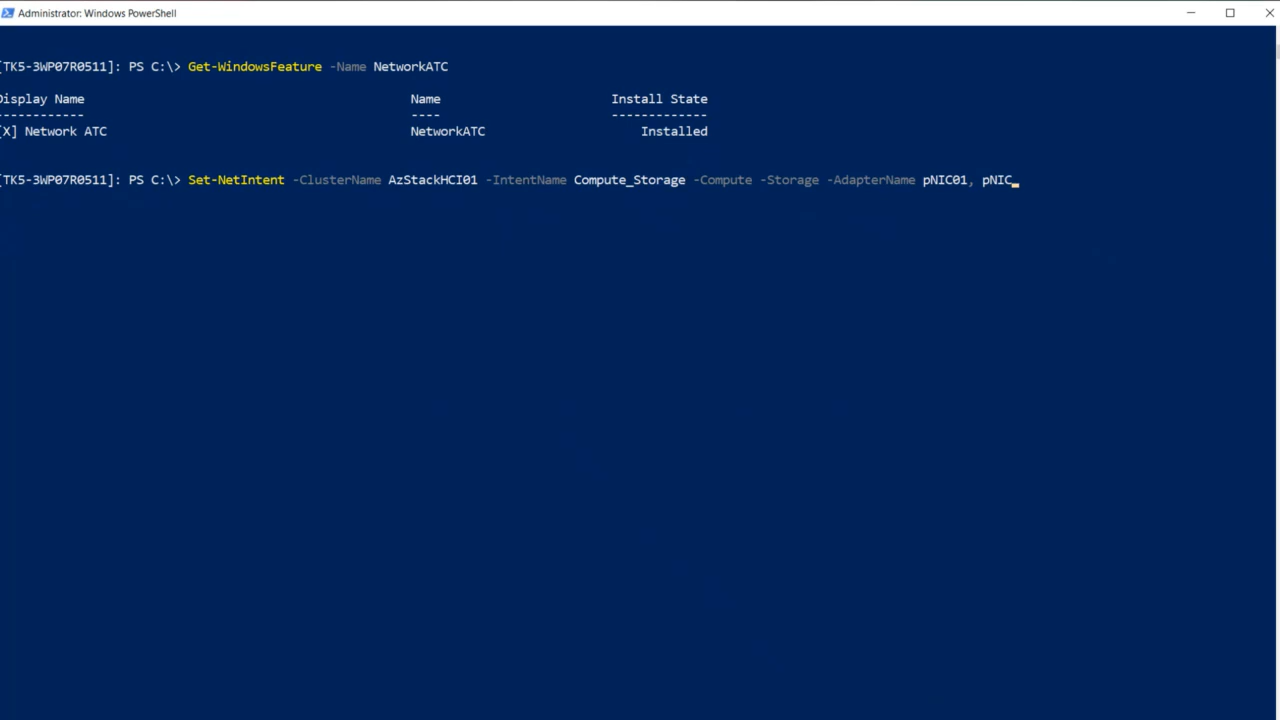 Administrator: Windows PowerShell
[TK5-3WP07R0511]: PS C:\> Get-WindowsFeature -Name NetworkATC
Display Name Name Install State
------------ ---- -------------
[X] Network ATC NetworkATC Installed
[TK5-3WP07R0511]: PS C:\> Set-NetIntent -ClusterName AzStackHCI01 -IntentName Compute_Storage -Compute -Storage -AdapterName pNIC01, pNIC